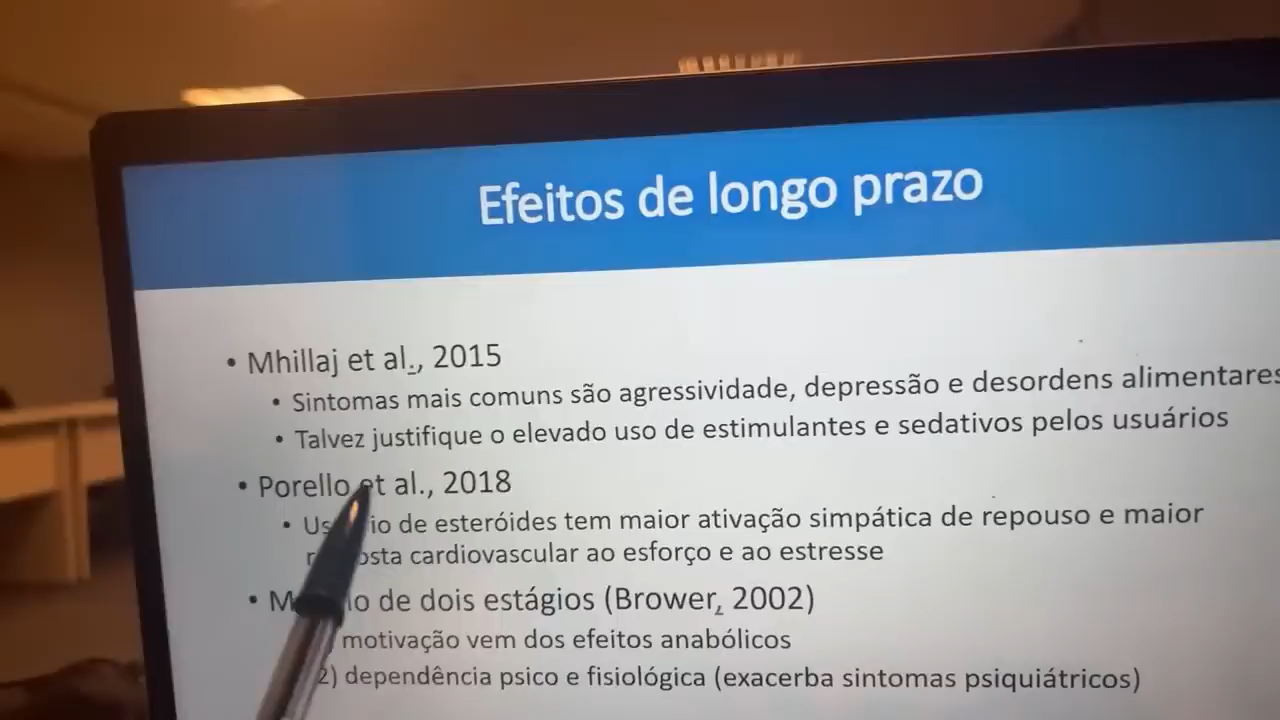 Efeitos de longo prazo
• Mhillaj et al., 2015
• Sintomas mais comuns são agressividade, depressão e desordens alimentares
• Talvez justifique o elevado uso de estimulantes e sedativos pelos usuários
• Porello et al., 2018
• de esteróides tem maior ativação simpática de repouso e maior
cardiovascular ao esforço e ao estresse
• de dois estágios (Brower, 2002)
motivação vem dos efeitos anabólicos
2) dependência psico e fisiológica (exacerba sintomas psiquiátricos)